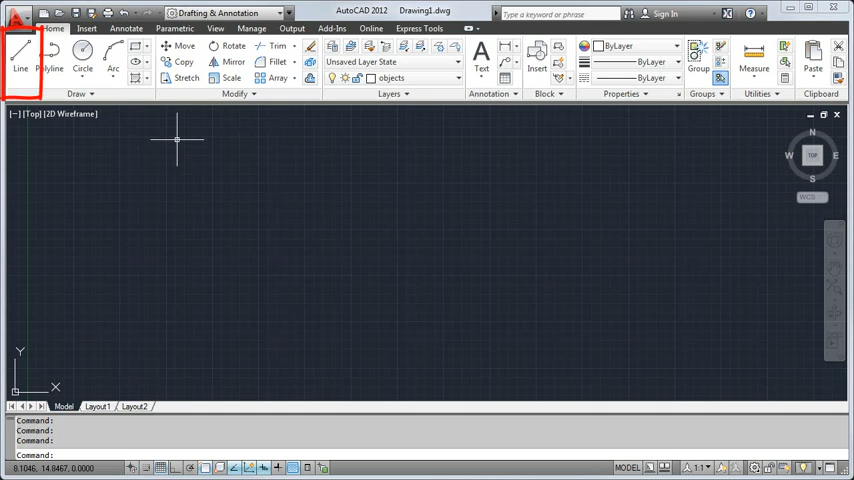 Drafting & Annotation
AutoCAD 2012 Drawing1.dwg
Type a keyword or phrase
Sign In
Home Insert Annotate Parametric View Manage Output Add-Ins Online Express Tools
Line Polyline Circle Arc
Move Rotate Trim
Copy Mirror Fillet
Stretch Scale Array
Unsaved Layer State
objects
Text
Insert
ByLayer
ByLayer
ByLayer
Group
Measure
Paste
Draw Modify Layers Annotation Block Properties Groups Utilities Clipboard
[−] [Top] [2D Wireframe]
N
W TOP E
S
WCS
Y
X
Model Layout1 Layout2
Command:
Command:
Command:
Command:
8.1046, 14.8467, 0.0000
MODEL
1:1